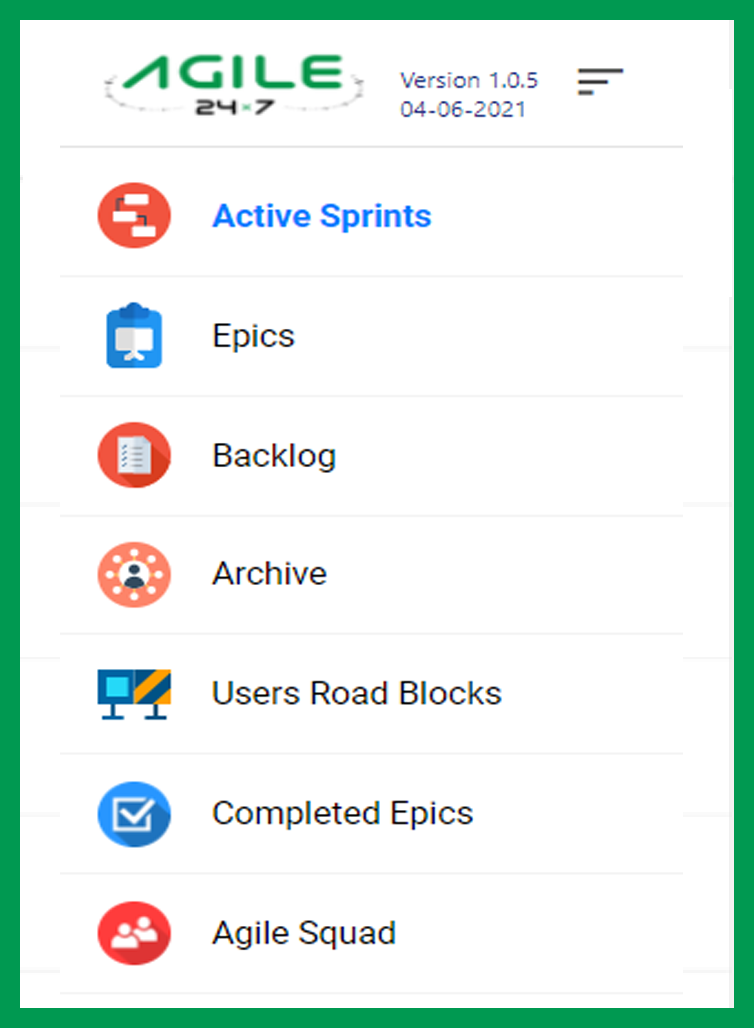 AGILE
24×7
Version 1.0.5
04-06-2021
Active Sprints
Epics
Backlog
Archive
Users Road Blocks
Completed Epics
Agile Squad